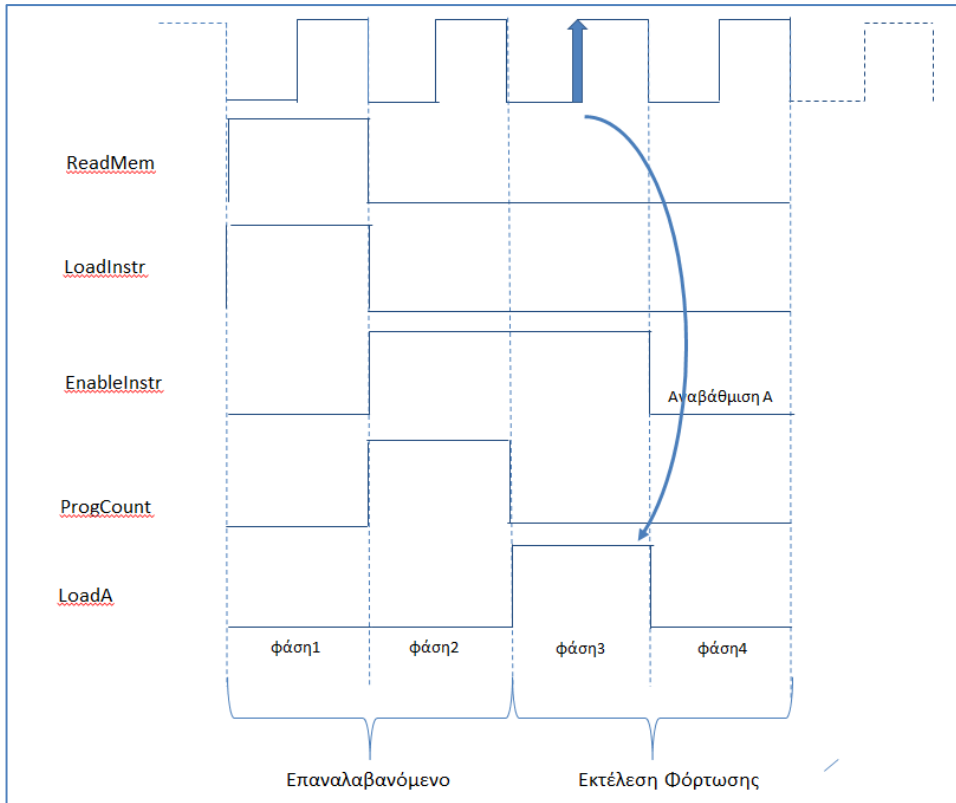 ReadMem
LoadInstr
EnableInstr
Αναβάθμιση Α
ProgCount
LoadA
φάση1 φάση2 φάση3 φάση4
Επαναλαβανόμενο Εκτέλεση Φόρτωσης